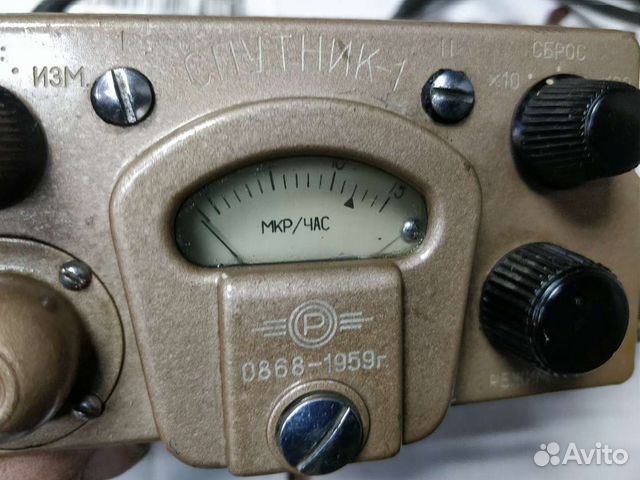 I
II
СБРОС
ИЗМ.
СПУТНИК-1
×10
10
15
МКР/ЧАС
Р
0868-1959г
Avito